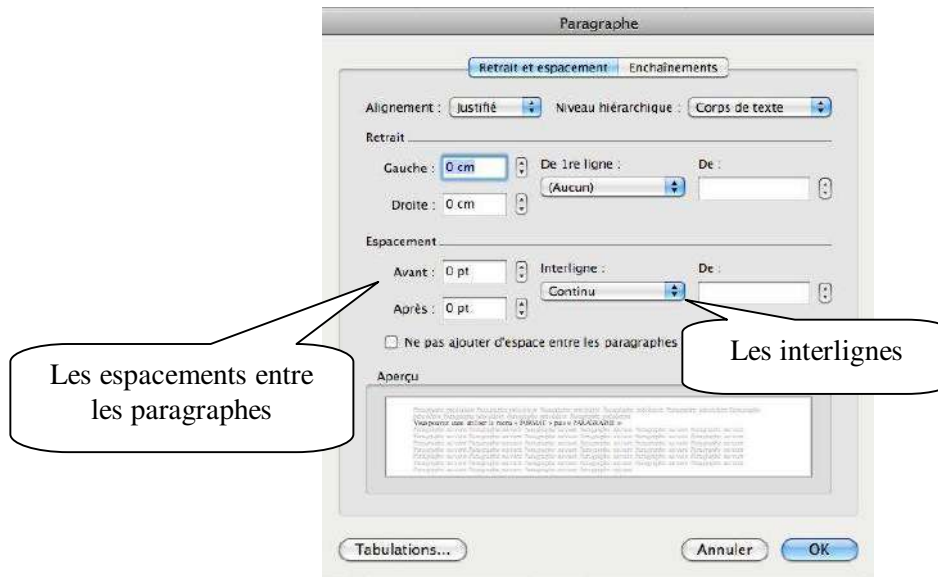 Paragraphe
Retrait et espacement Enchaînements
Alignement : Justifié Niveau hiérarchique : Corps de texte
Retrait
Gauche : 0 cm De 1re ligne : De :
(Aucun)
Droite : 0 cm
Espacement
Avant : 0 pt Interligne : De :
Continu
Après : 0 pt
Ne pas ajouter d'espace entre les paragraphes
Les interlignes
Les espacements entre
les paragraphes
Aperçu
Tabulations... Annuler OK